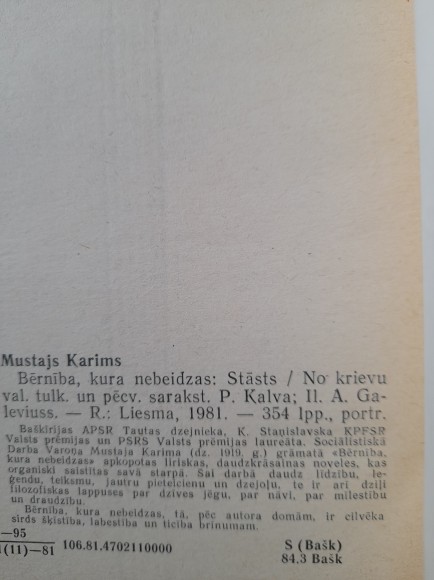 Mustajs Karims
Bērnība, kura nebeidzas: Stāsts / No krievu
val. tulk. un pēcv. sarakst. P. Kalva; Il. A. Ga-
leviuss. — R.: Liesma, 1981. — 354 lpp., portr.
Baškīrijas APSR Tautas dzejnieka, K. Staņislavska KPFSR
Valsts prēmijas un PSRS Valsts prēmijas laureāta, Sociālistiskā
Darba Varoņa Mustaja Karima (dz. 1919. g.) grāmatā «Bērnība,
kura nebeidzas» apkopotas liriskas, daudzkrāsainas noveles, kas
organiski saistītas savā starpā. Šai darbā daudz līdzību, le-
ģendu, teiksmu, jautru pieteicienu un dzejoļu, te ir arī dziļi
filozofiskas lappuses par dzīves jēgu, par nāvi, par mīlestību
un draudzību.
Bērnība, kura nebeidzas, tā, pēc autora domām, ir cilvēka
sirds šķīstība, labestība un ticība brīnumam.
—95
(11)—81 106.81.4702110000 S (Bašk)
84.3 Bašk